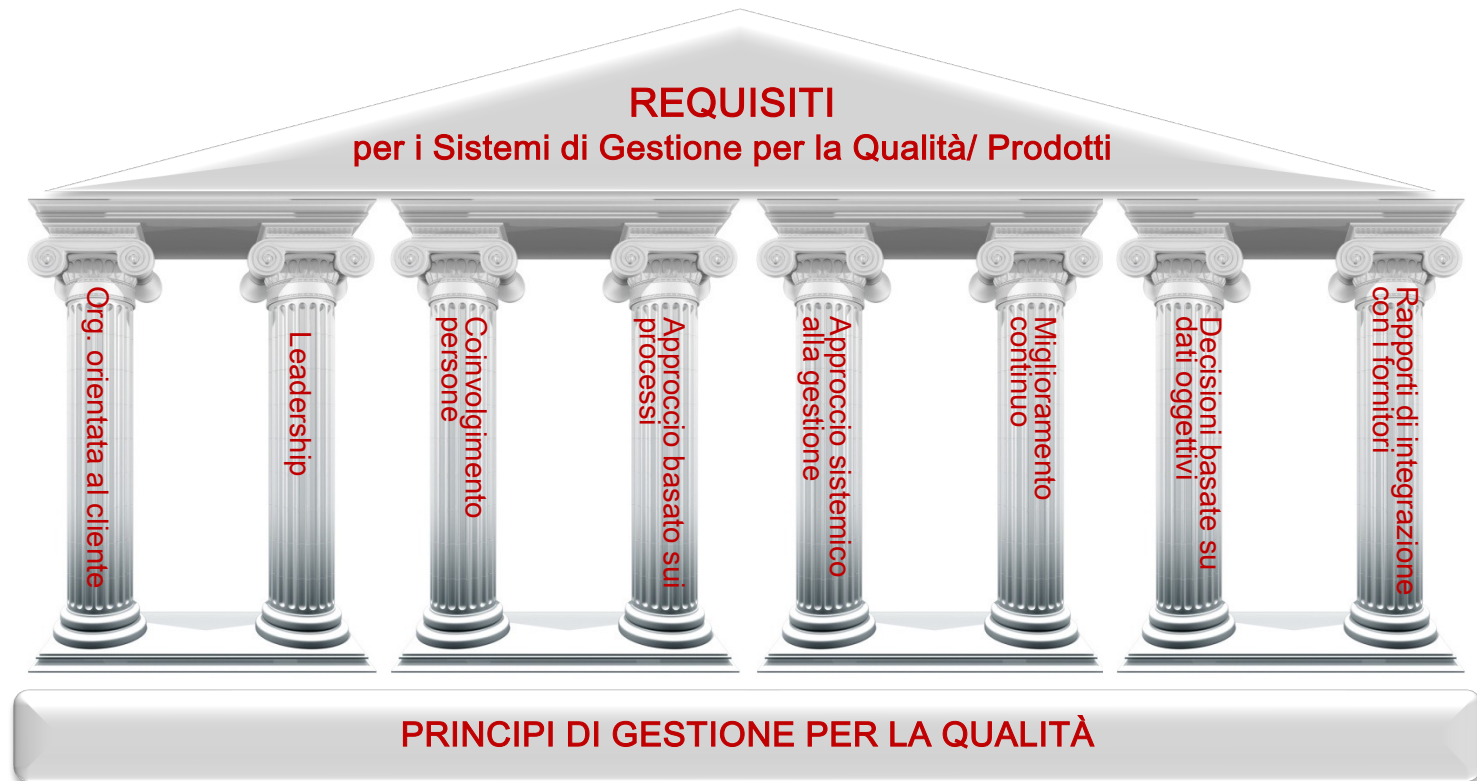 REQUISITI
per i Sistemi di Gestione per la Qualità/ Prodotti
Org. orientata al cliente
Leadership
Coinvolgimento
persone
Approccio basato sui
processi
Approccio sistemico
alla gestione
Miglioramento
continuo
Decisioni basate su
dati oggettivi
Rapporti di integrazione
con i fornitori
PRINCIPI DI GESTIONE PER LA QUALITÀ